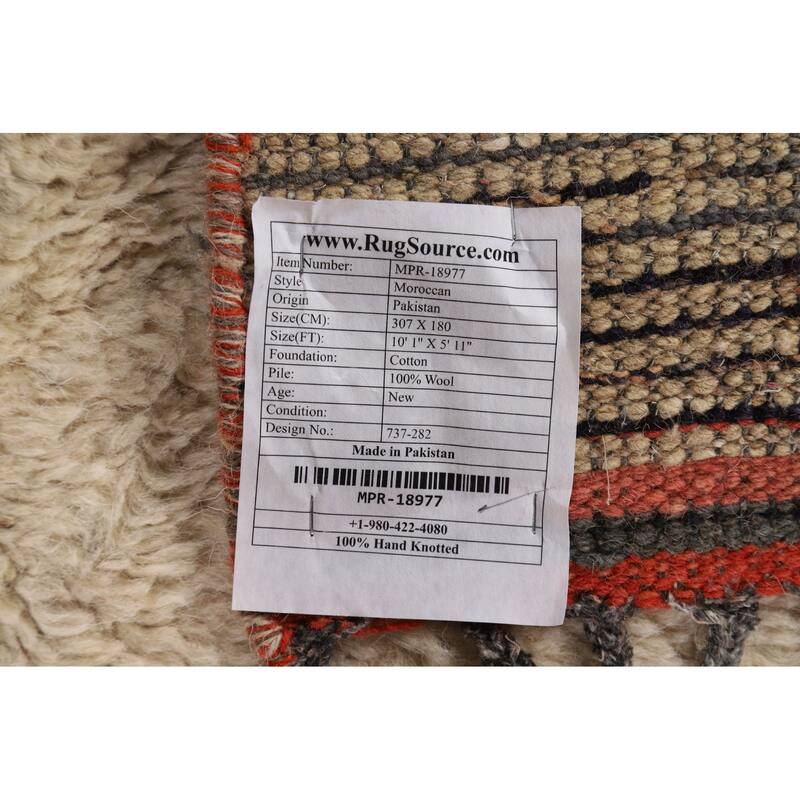 www.RugSource.com
Item Number: MPR-18977
Style Moroccan
Origin Pakistan
Size(CM): 307 X 180
Size(FT): 10' 1" X 5' 11"
Foundation: Cotton
Pile: 100% Wool
Age: New
Condition:
Design No.: 737-282
Made in Pakistan
MPR-18977
+1-980-422-4080
100% Hand Knotted